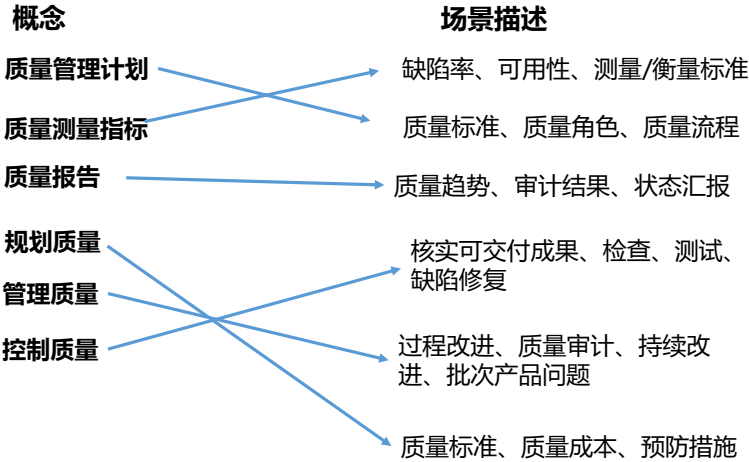 概念
场景描述
质量管理计划
缺陷率、可用性、测量/衡量标准
质量测量指标
质量标准、质量角色、质量流程
质量报告
质量趋势、审计结果、状态汇报
规划质量
核实可交付成果、检查、测试、
缺陷修复
管理质量
控制质量
过程改进、质量审计、持续改
进、批次产品问题
质量标准、质量成本、预防措施